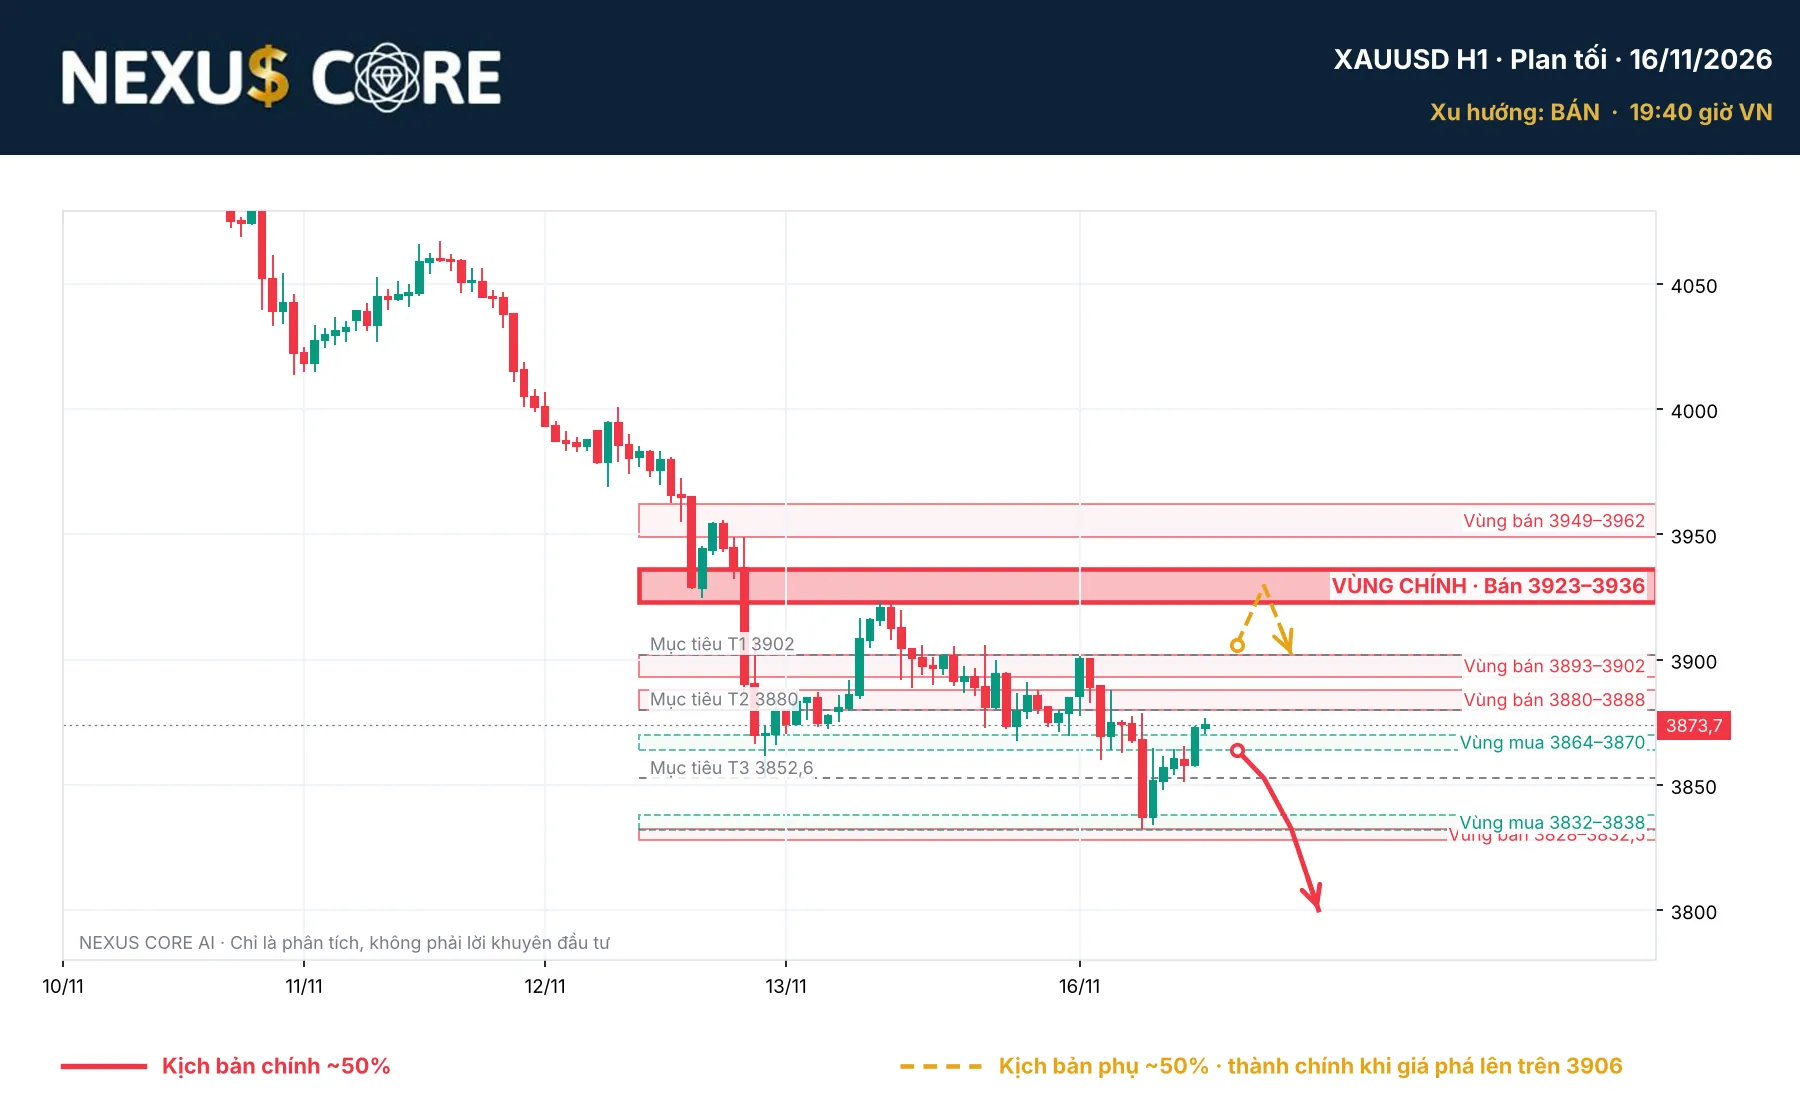 NEXU$ CORE
XAUUSD H1 · Plan tối · 16/11/2026
Xu hướng: BÁN · 19:40 giờ VN
4050
4000
Vùng bán 3949–3962
3950
VÙNG CHÍNH · Bán 3923–3936
Mục tiêu T1 3902
3900
Vùng bán 3893–3902
Mục tiêu T2 3880
Vùng bán 3880–3888
3873,7
Vùng mua 3864–3870
Mục tiêu T3 3852,6
3850
Vùng mua 3832–3838
Vùng bán 3828–3832,5
3800
NEXUS CORE AI · Chỉ là phân tích, không phải lời khuyên đầu tư
10/11
11/11
12/11
13/11
16/11
Kịch bản chính ~50%
Kịch bản phụ ~50% · thành chính khi giá phá lên trên 3906